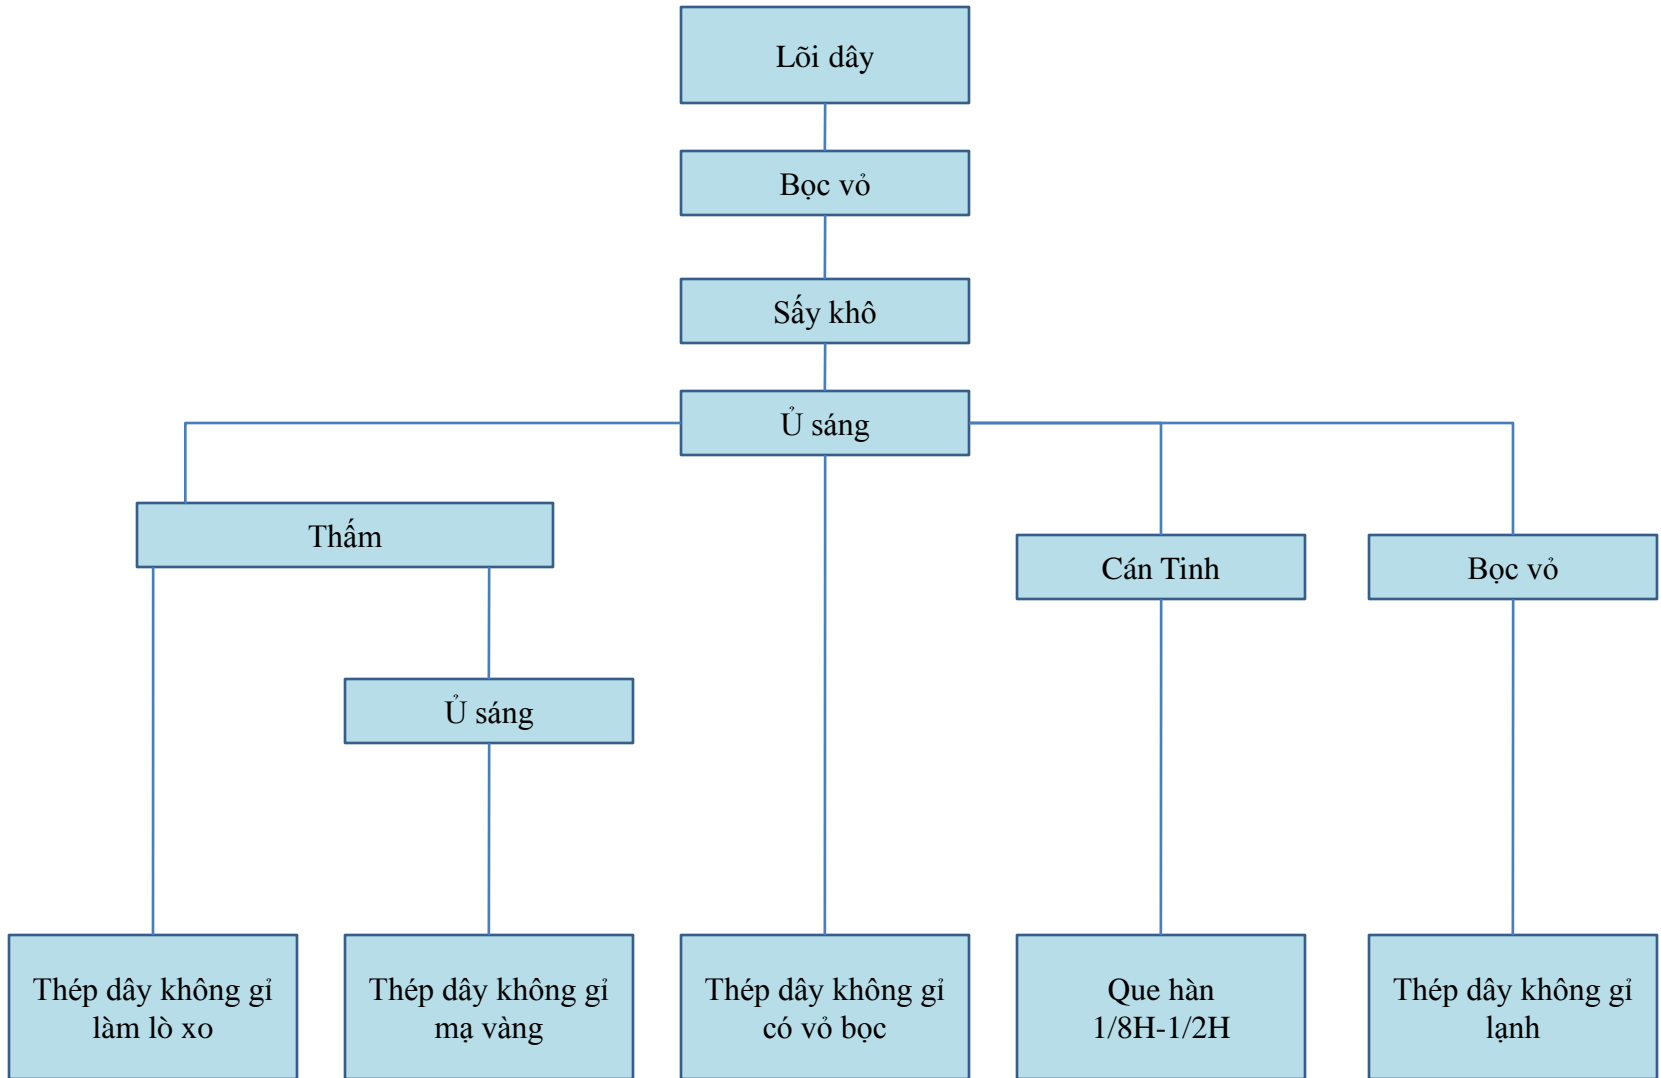 Lõi dây
Bọc vỏ
Sấy khô
Ủ sáng
Thấm
Cán Tinh
Bọc vỏ
Ủ sáng
Thép dây không gỉ
làm lò xo
Thép dây không gỉ
mạ vàng
Thép dây không gỉ
có vỏ bọc
Que hàn
1/8H-1/2H
Thép dây không gỉ
lạnh